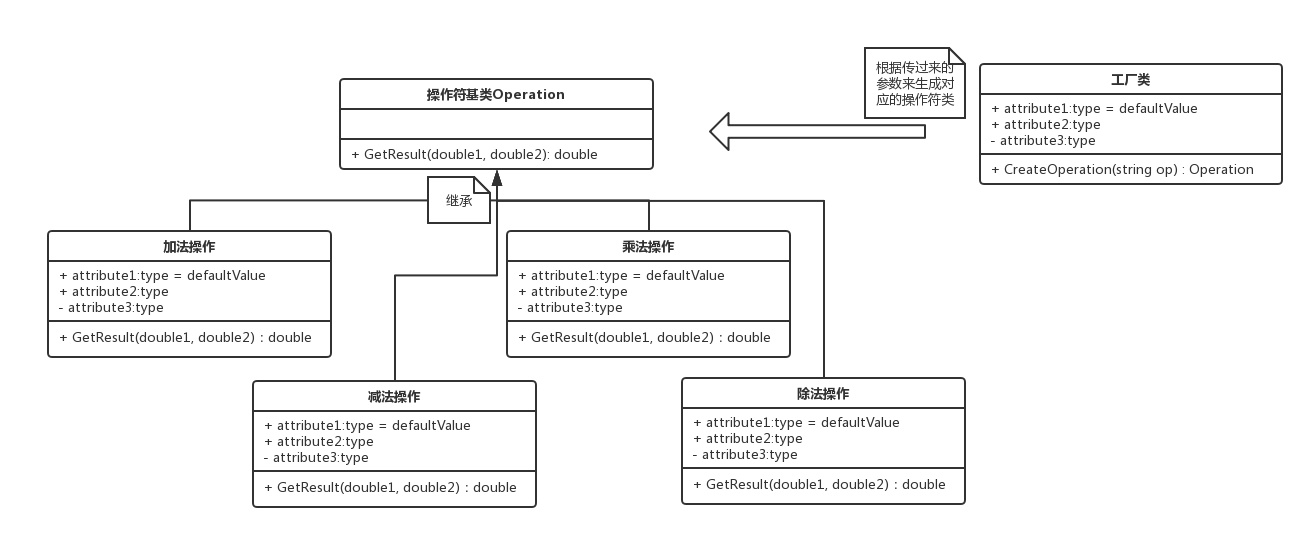 根据传过来的
参数来生成对
应的操作符类
工厂类
+ attribute1:type = defaultValue
+ attribute2:type
- attribute3:type
+ CreateOperation(string op) : Operation
操作符基类Operation
+ GetResult(double1, double2): double
继承
加法操作
+ attribute1:type = defaultValue
+ attribute2:type
- attribute3:type
+ GetResult(double1, double2) : double
乘法操作
+ attribute1:type = defaultValue
+ attribute2:type
- attribute3:type
+ GetResult(double1, double2) : double
减法操作
+ attribute1:type = defaultValue
+ attribute2:type
- attribute3:type
+ GetResult(double1, double2) : double
除法操作
+ attribute1:type = defaultValue
+ attribute2:type
- attribute3:type
+ GetResult(double1, double2) : double